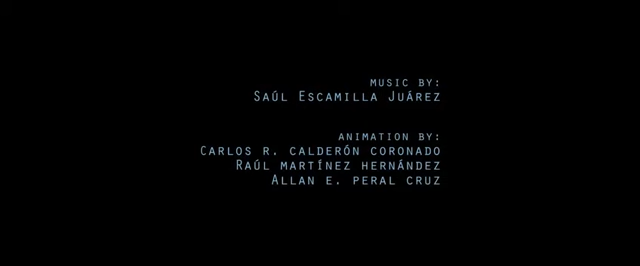 MUSIC BY:
SAÚL ESCAMILLA JUÁREZ
ANIMATION BY:
CARLOS R. CALDERÓN CORONADO
RAÚL MARTÍNEZ HERNÁNDEZ
ALLAN E. PERAL CRUZ